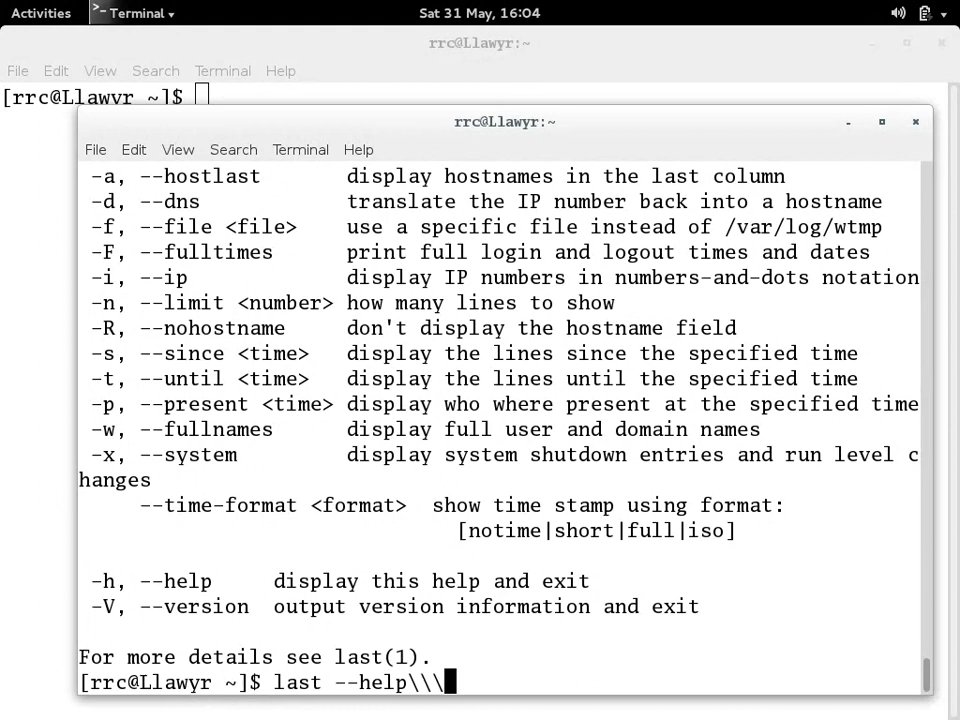 Activities >_ Terminal Sat 31 May, 16:04
rrc@Llawyr:~
File Edit View Search Terminal Help
[rrc@Llawyr ~]$
rrc@Llawyr:~
File Edit View Search Terminal Help
-a, --hostlast display hostnames in the last column
-d, --dns translate the IP number back into a hostname
-f, --file <file> use a specific file instead of /var/log/wtmp
-F, --fulltimes print full login and logout times and dates
-i, --ip display IP numbers in numbers-and-dots notation
-n, --limit <number> how many lines to show
-R, --nohostname don't display the hostname field
-s, --since <time> display the lines since the specified time
-t, --until <time> display the lines until the specified time
-p, --present <time> display who where present at the specified time
-w, --fullnames display full user and domain names
-x, --system display system shutdown entries and run level c
hanges
--time-format <format> show time stamp using format:
[notime|short|full|iso]
-h, --help display this help and exit
-V, --version output version information and exit
For more details see last(1).
[rrc@Llawyr ~]$ last --help\\\